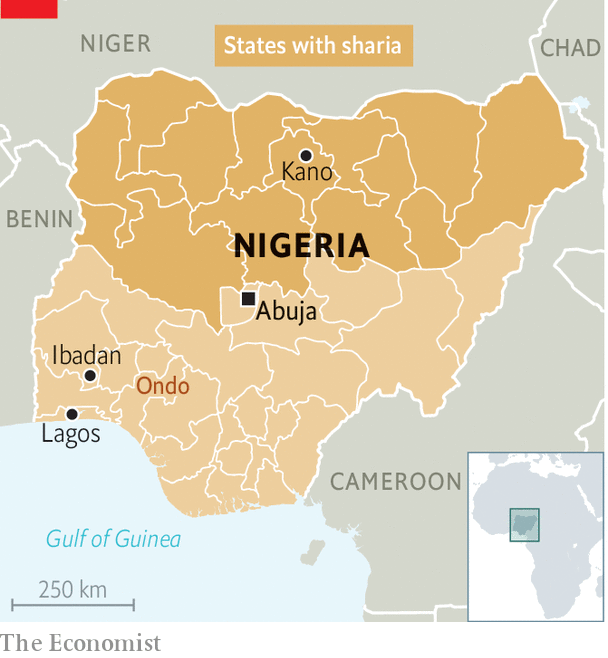 NIGER
States with sharia
CHAD
Kano
BENIN
NIGERIA
Abuja
Ibadan
Ondo
Lagos
CAMEROON
Gulf of Guinea
250 km
The Economist